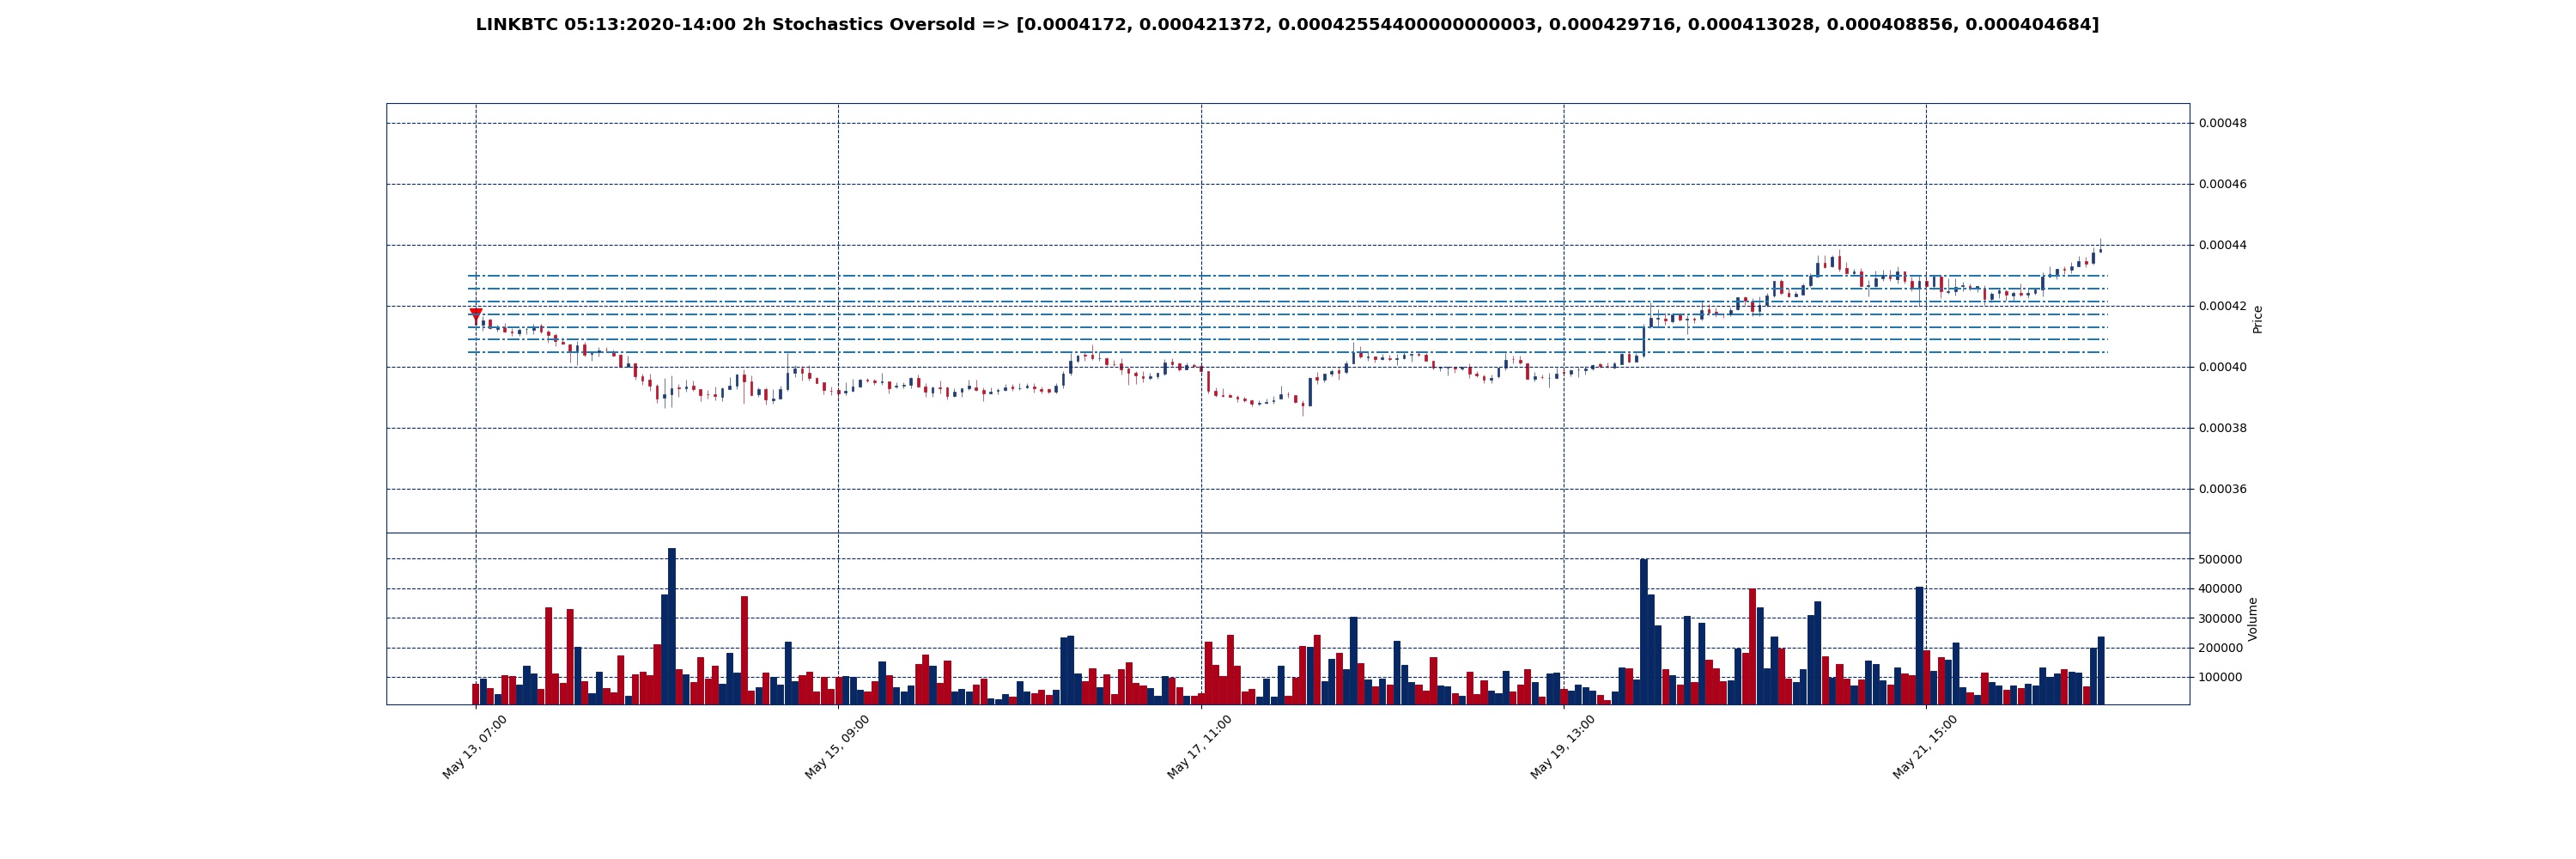 LINKBTC 05:13:2020-14:00 2h Stochastics Oversold => [0.0004172, 0.000421372, 0.00042554400000000003, 0.000429716, 0.000413028, 0.000408856, 0.000404684]
0.00048
0.00046
0.00044
0.00042
Price
0.00040
0.00038
0.00036
500000
400000
300000
Volume
200000
100000
May 13, 07:00
May 15, 09:00
May 17, 11:00
May 19, 13:00
May 21, 15:00